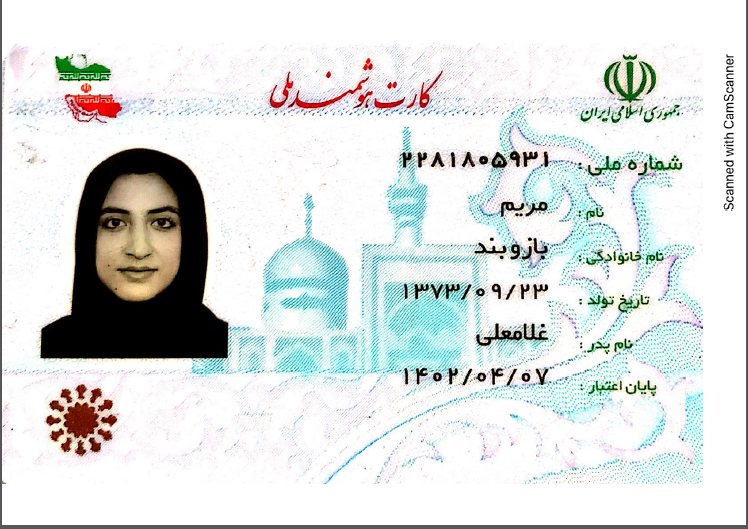 کارت هوشمند ملی
جمهوری اسلامی ایران
شماره ملی : ۲۲۸۱۸۰۵۹۳۱
نام : مریم
نام خانوادگی : بازوبند
تاریخ تولد : ۱۳۷۳/۰۹/۲۳
نام پدر : غلامعلی
پایان اعتبار : ۱۴۰۲/۰۴/۰۷
Scanned with CamScanner